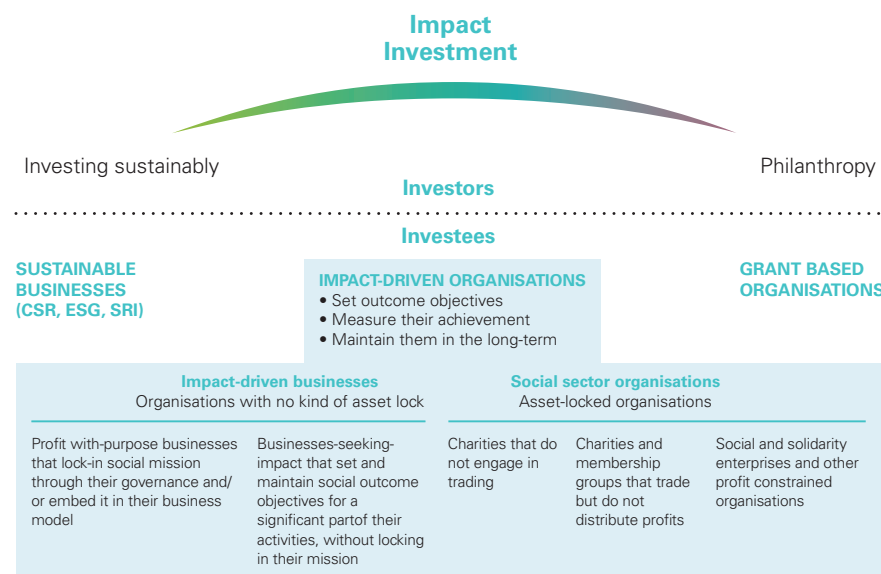 Impact
Investment
Investing sustainably
Philanthropy
Investors
Investees
SUSTAINABLE
BUSINESSES
(CSR, ESG, SRI)
IMPACT-DRIVEN ORGANISATIONS
• Set outcome objectives
• Measure their achievement
• Maintain them in the long-term
GRANT BASED
ORGANISATIONS
Impact-driven businesses
Organisations with no kind of asset lock
Social sector organisations
Asset-locked organisations
Profit with-purpose businesses
that lock-in social mission
through their governance and/
or embed it in their business
model
Businesses-seeking-
impact that set and
maintain social outcome
objectives for a
significant partof their
activities, without locking
in their mission
Charities that do
not engage in
trading
Charities and
membership
groups that trade
but do not
distribute profits
Social and solidarity
enterprises and other
profit constrained
organisations